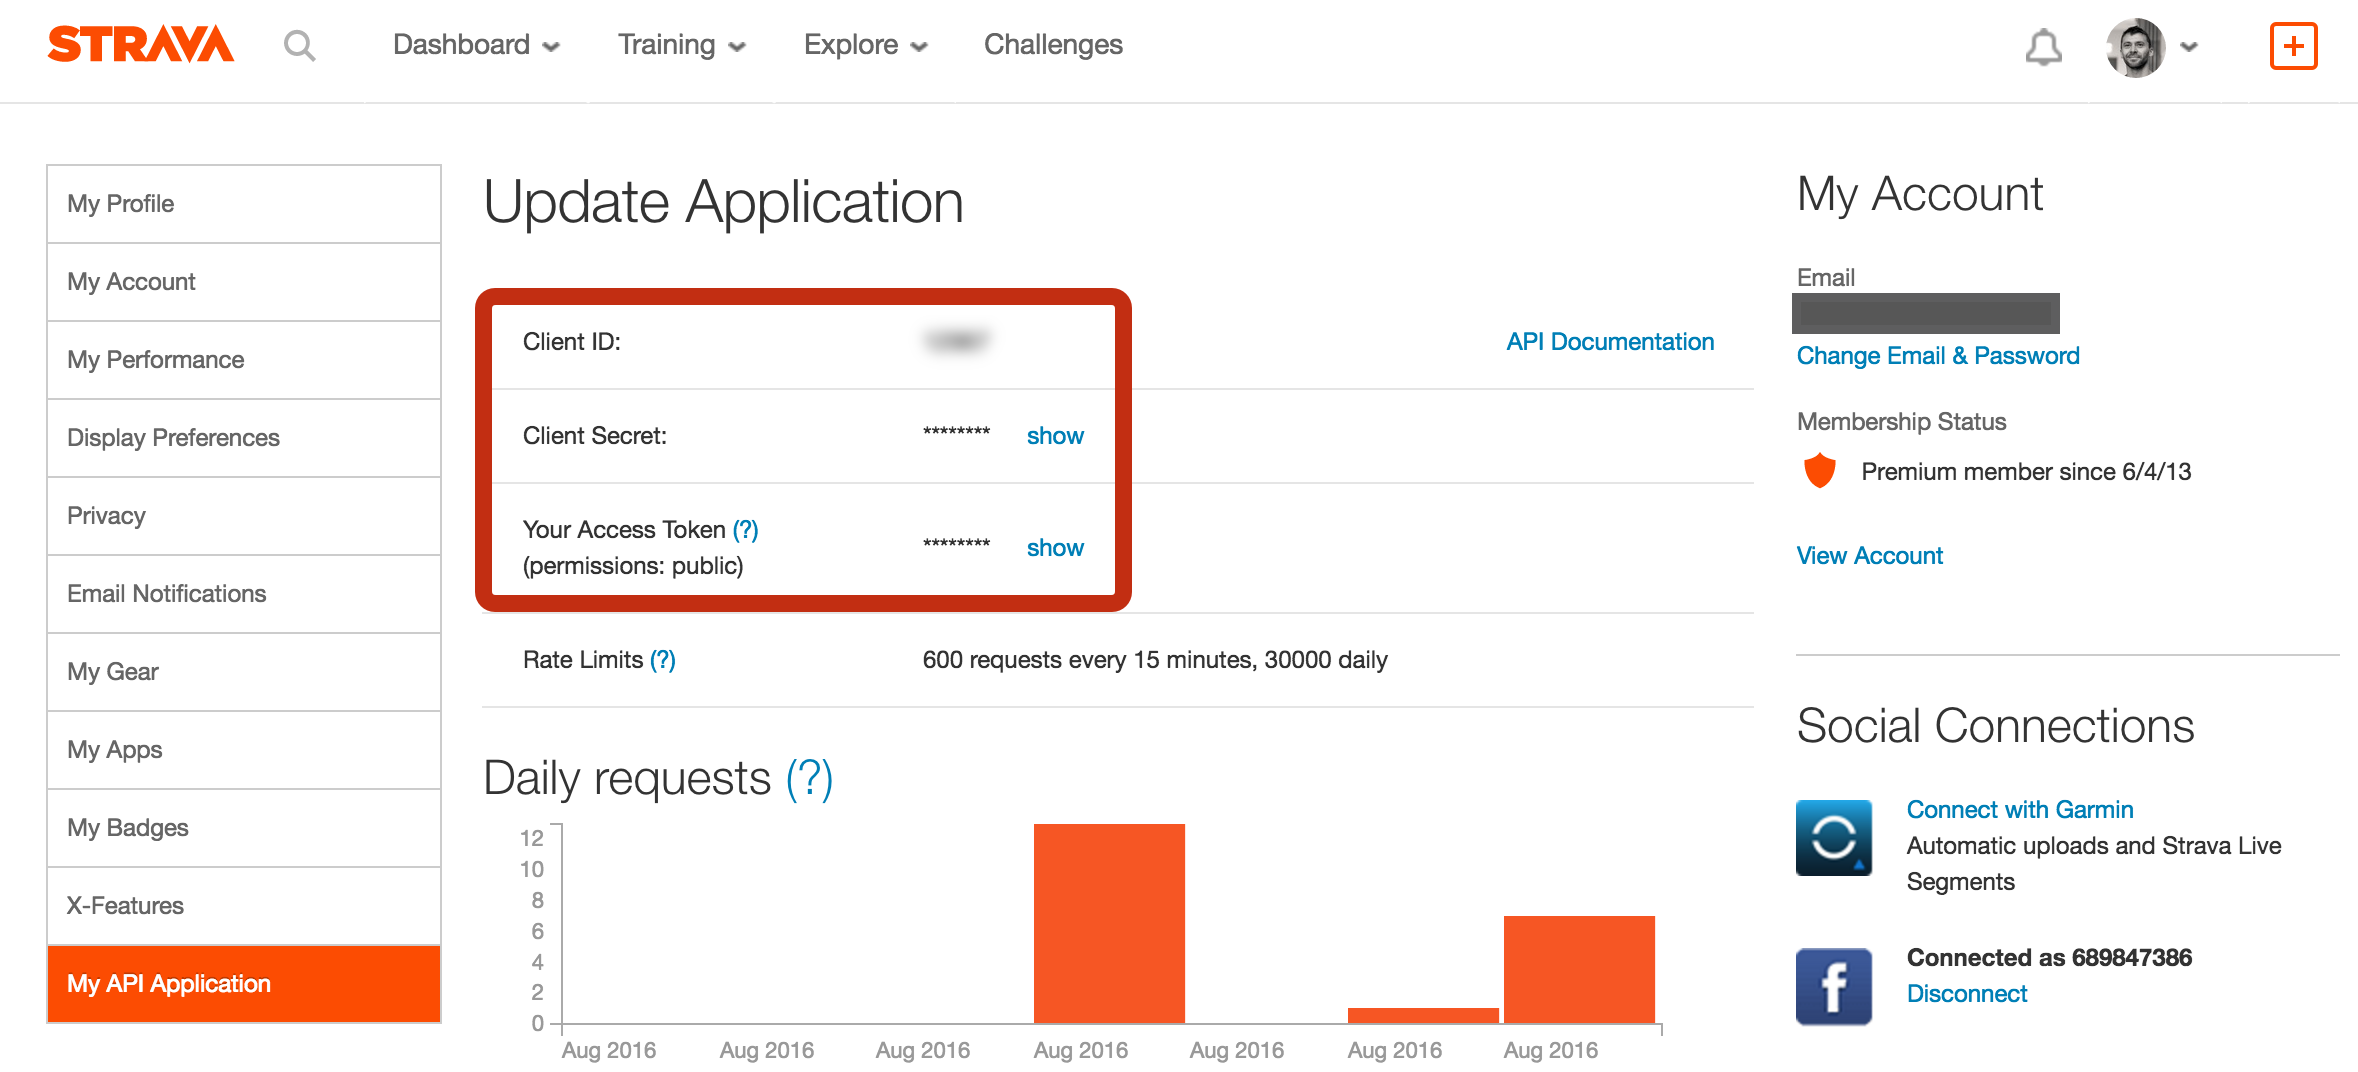 STRAVA
Dashboard
Training
Explore
Challenges
My Profile
My Account
My Performance
Display Preferences
Privacy
Email Notifications
My Gear
My Apps
My Badges
X-Features
My API Application
Update Application
Client ID:
API Documentation
Client Secret: ******** show
Your Access Token (?)
(permissions: public)
******** show
Rate Limits (?) 600 requests every 15 minutes, 30000 daily
Daily requests (?)
12
10
8
6
4
2
0
Aug 2016 Aug 2016 Aug 2016 Aug 2016 Aug 2016 Aug 2016 Aug 2016
My Account
Email
Change Email & Password
Membership Status
Premium member since 6/4/13
View Account
Social Connections
Connect with Garmin
Automatic uploads and Strava Live
Segments
f
Connected as 689847386
Disconnect